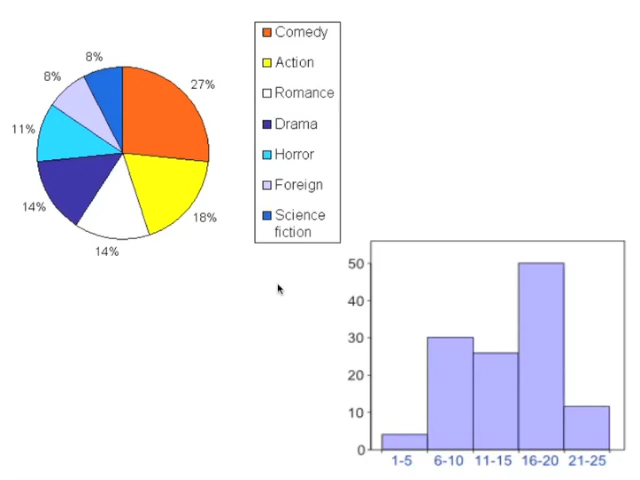 8%
8%
27%
11%
14%
18%
14%
Comedy
Action
Romance
Drama
Horror
Foreign
Science
fiction
50
40
30
20
10
0
1-5 6-10 11-15 16-20 21-25